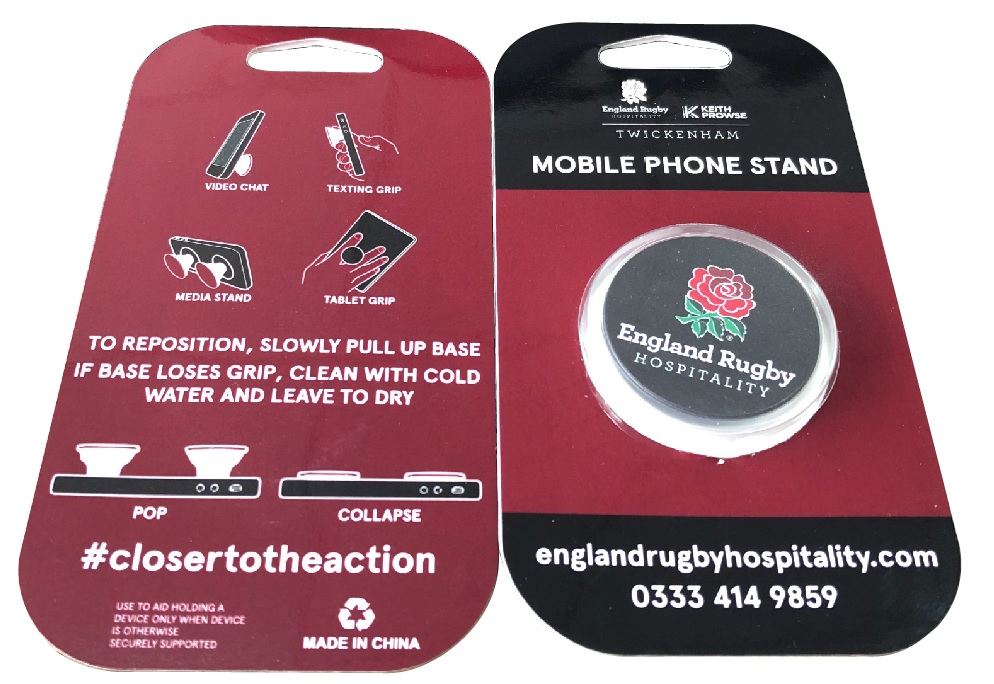 VIDEO CHAT
TEXTING GRIP
MEDIA STAND
TABLET GRIP
TO REPOSITION, SLOWLY PULL UP BASE
IF BASE LOSES GRIP, CLEAN WITH COLD
WATER AND LEAVE TO DRY
POP
COLLAPSE
#closertotheaction
USE TO AID HOLDING A
DEVICE ONLY WHEN DEVICE
IS OTHERWISE
SECURELY SUPPORTED
MADE IN CHINA
England Rugby
HOSPITALITY
KEITH
PROWSE
TWICKENHAM
MOBILE PHONE STAND
England Rugby
HOSPITALITY
englandrugbyhospitality.com
0333 414 9859